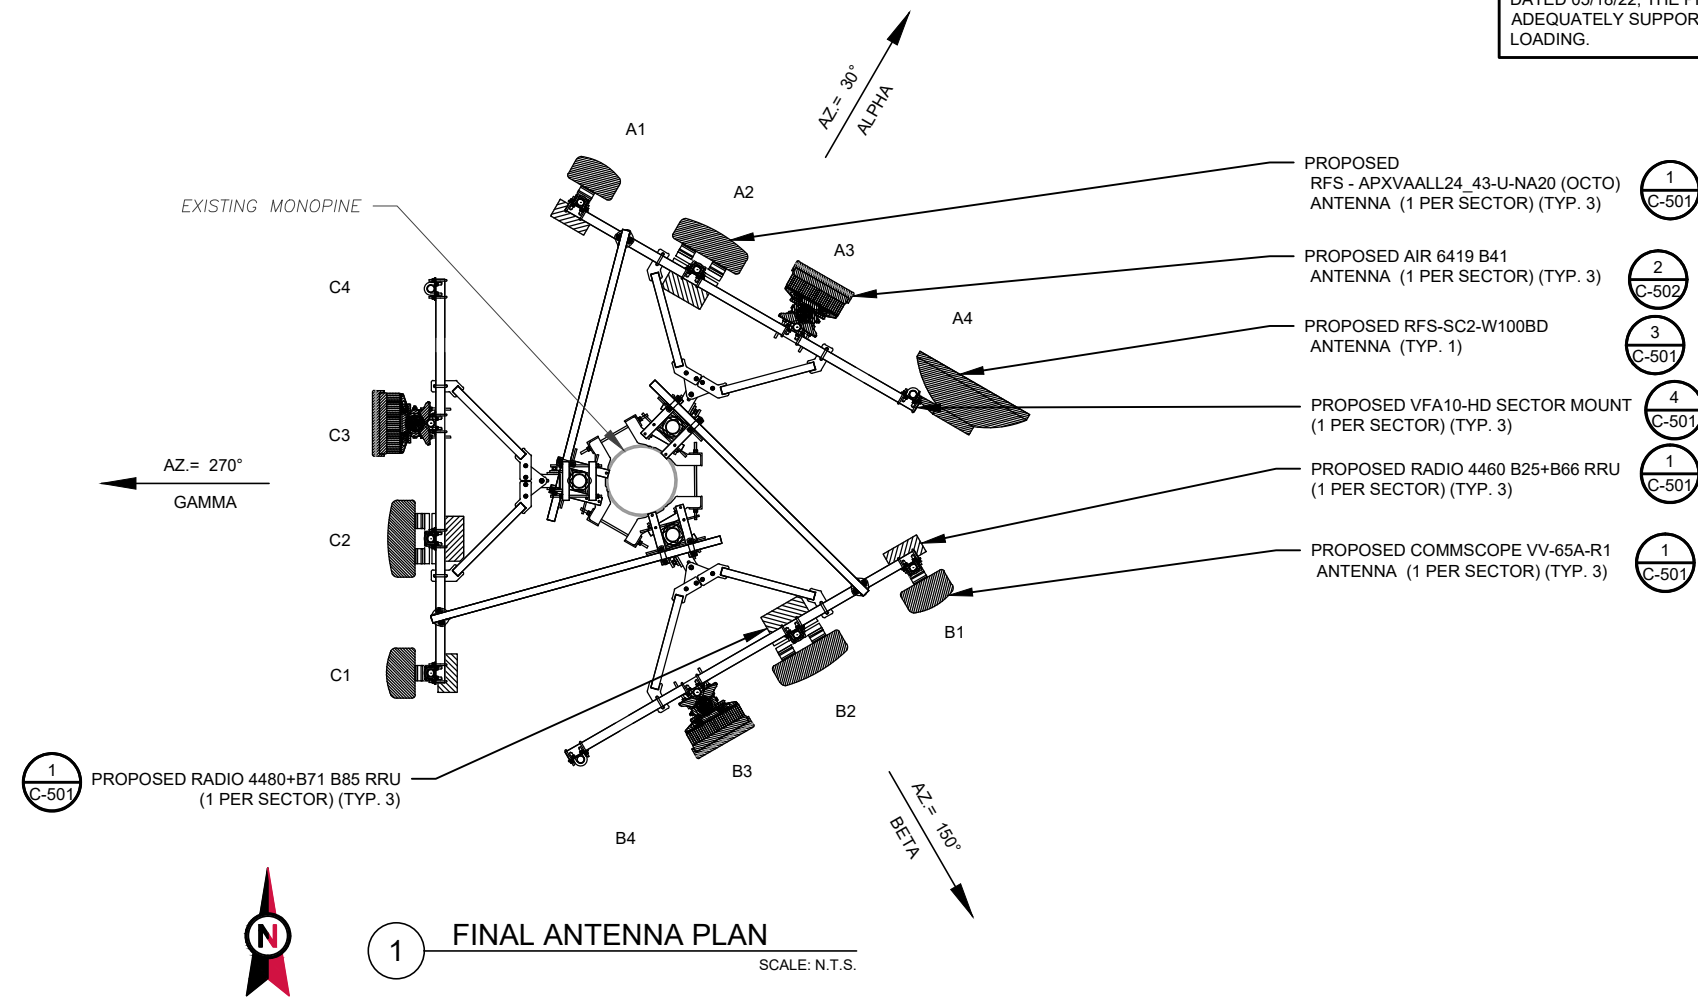 ADEQUATELY SUPPOR
LOADING.
AZ.= 30°
ALPHA
A1
A2
A3
A4
EXISTING MONOPINE
PROPOSED
RFS - APXVAALL24_43-U-NA20 (OCTO)
ANTENNA (1 PER SECTOR) (TYP. 3)
1
C-501
PROPOSED AIR 6419 B41
ANTENNA (1 PER SECTOR) (TYP. 3)
2
C-502
PROPOSED RFS-SC2-W100BD
ANTENNA (TYP. 1)
3
C-501
PROPOSED VFA10-HD SECTOR MOUNT
(1 PER SECTOR) (TYP. 3)
4
C-501
PROPOSED RADIO 4460 B25+B66 RRU
(1 PER SECTOR) (TYP. 3)
1
C-501
PROPOSED COMMSCOPE VV-65A-R1
ANTENNA (1 PER SECTOR) (TYP. 3)
1
C-501
C4
C3
AZ.= 270°
GAMMA
C2
C1
B1
B2
B3
B4
1
C-501
PROPOSED RADIO 4480+B71 B85 RRU
(1 PER SECTOR) (TYP. 3)
AZ.= 150°
BETA
N
1
FINAL ANTENNA PLAN
SCALE: N.T.S.